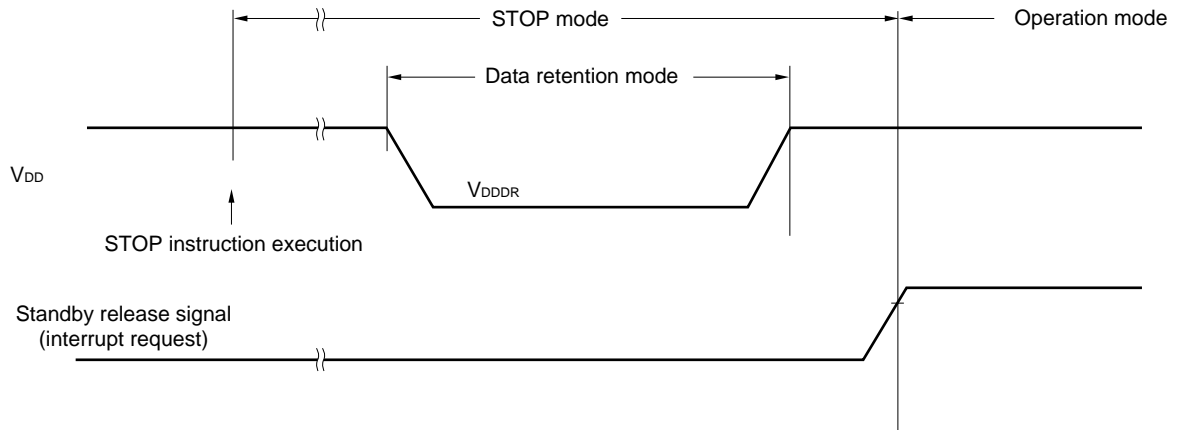 STOP mode
Operation mode
Data retention mode
VDD
VDDDR
STOP instruction execution
Standby release signal
(interrupt request)